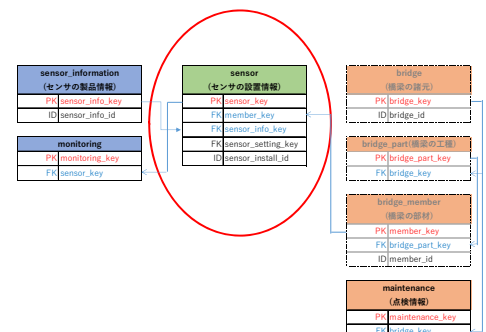 sensor_information
(センサの製品情報)
PK sensor_info_key
ID sensor_info_id
monitoring
PK monitoring_key
FK sensor_key
sensor
(センサの設置情報)
PK sensor_key
FK member_key
FK sensor_info_key
FK sensor_setting_key
ID sensor_install_id
bridge
(橋梁の諸元)
PK bridge_key
ID bridge_id
bridge_part(橋梁の工種)
PK bridge_part_key
FK bridge_key
bridge_member
(橋梁の部材)
PK member_key
FK bridge_part_key
ID member_id
maintenance
(点検情報)
PK maintenance_key
FK bridge_key